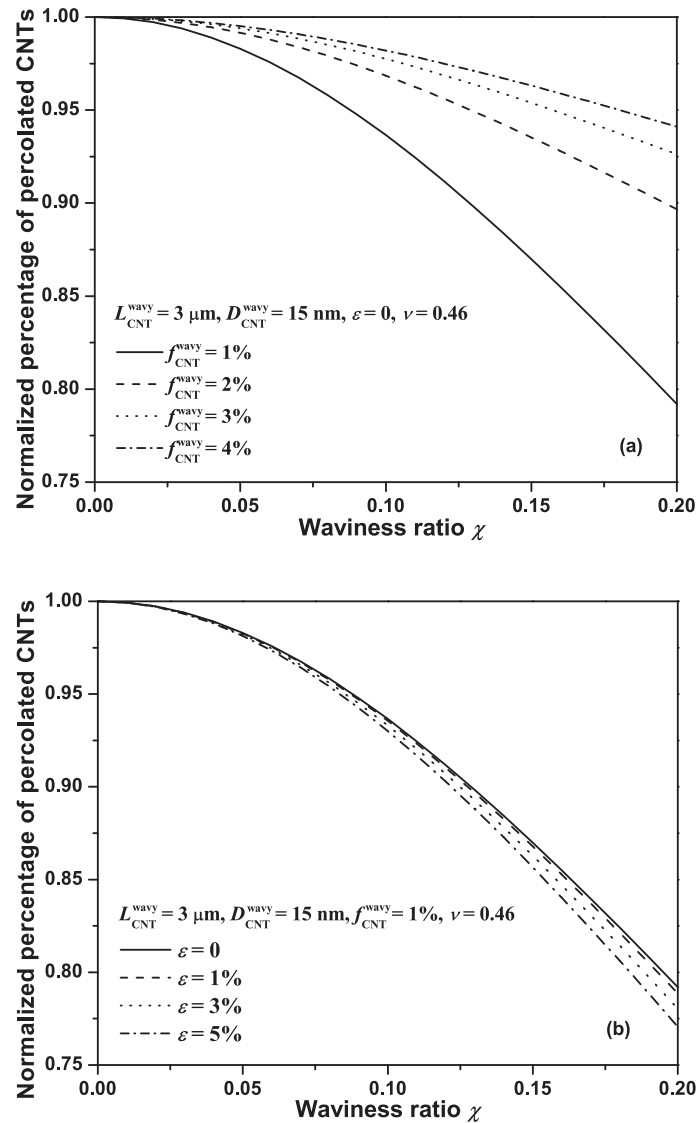 Normalized percentage of percolated CNTs
1.00
0.95
0.90
0.85
0.80
0.75
L_CNT^wavy = 3 μm, D_CNT^wavy = 15 nm, ε = 0, ν = 0.46
f_CNT^wavy = 1%
f_CNT^wavy = 2%
f_CNT^wavy = 3%
f_CNT^wavy = 4%
(a)
0.00 0.05 0.10 0.15 0.20
Waviness ratio χ
Normalized percentage of percolated CNTs
1.00
0.95
0.90
0.85
0.80
0.75
L_CNT^wavy = 3 μm, D_CNT^wavy = 15 nm, f_CNT^wavy = 1%, ν = 0.46
ε = 0
ε = 1%
ε = 3%
ε = 5%
(b)
0.00 0.05 0.10 0.15 0.20
Waviness ratio χ